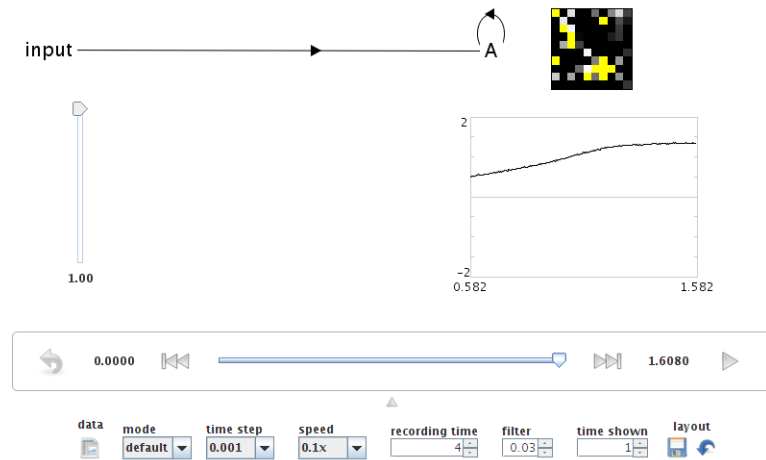 input A
2
-2
0.582 1.582
1.00
0.0000 1.6080
data mode time step speed recording time filter time shown layout
default 0.001 0.1x 4 0.03 1